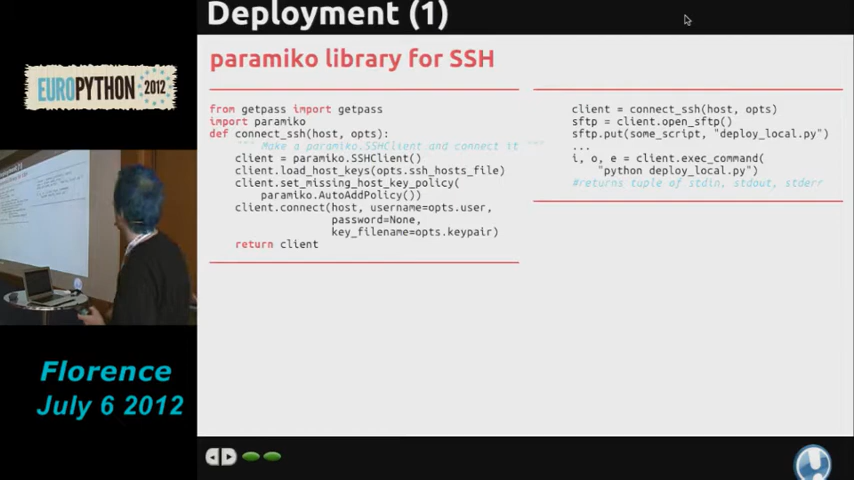 Deployment (1)
EUROPYTHON 2012
paramiko library for SSH
from getpass import getpass
import paramiko
def connect_ssh(host, opts):
""" Make a paramiko.SSHClient and connect it """
client = paramiko.SSHClient()
client.load_host_keys(opts.ssh_hosts_file)
client.set_missing_host_key_policy(
paramiko.AutoAddPolicy())
client.connect(host, username=opts.user,
password=None,
key_filename=opts.keypair)
return client
client = connect_ssh(host, opts)
sftp = client.open_sftp()
sftp.put(some_script, "deploy_local.py")
...
i, o, e = client.exec_command(
"python deploy_local.py")
#returns tuple of stdin, stdout, stderr
Florence
July 6 2012